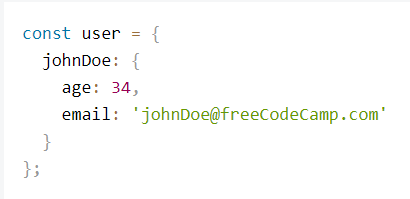 const user = {
  johnDoe: {
    age: 34,
    email: 'johnDoe@freeCodeCamp.com'
  }
};